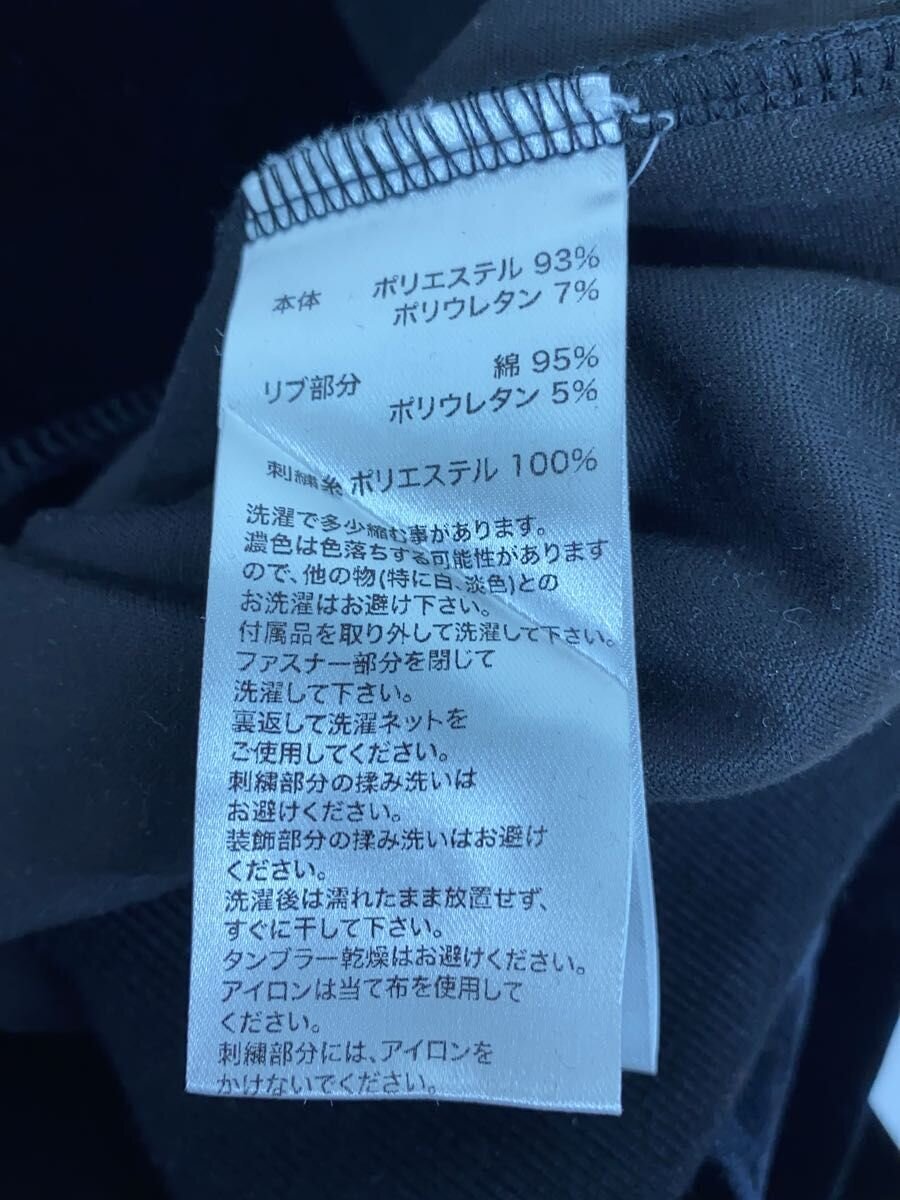 本体 ポリエステル 93%
ポリウレタン 7%
リブ部分 綿 95%
ポリウレタン 5%
刺繍糸 ポリエステル 100%
洗濯で多少縮む事があります。
濃色は色落ちする可能性があります
ので、他の物(特に白、淡色)との
お洗濯はお避け下さい。
付属品を取り外して洗濯して下さい。
ファスナー部分を閉じて
洗濯して下さい。
裏返して洗濯ネットを
ご使用してください。
刺繍部分の揉み洗いは
お避けください。
装飾部分の揉み洗いはお避け
ください。
洗濯後は濡れたまま放置せず、
すぐに干して下さい。
タンブラー乾燥はお避けください。
アイロンは当て布を使用して
ください。
刺繍部分には、アイロンを
かけないでください。